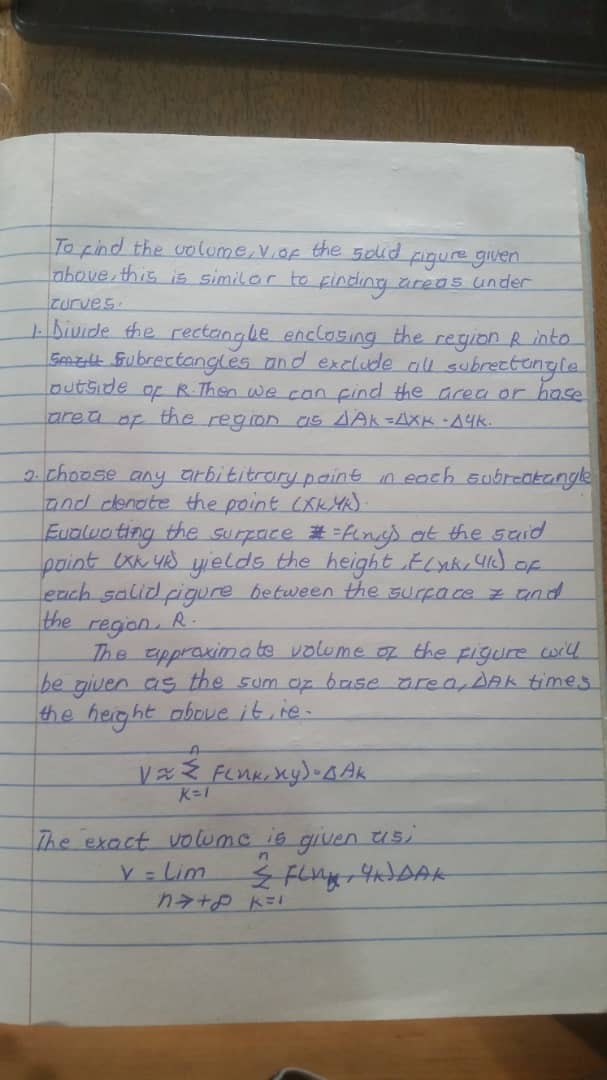 To find the volume, V, of the solid figure given
above, this is similar to finding areas under
curves.
1. Divide the rectangle enclosing the region R into
subrectangles and exclude all subrectangle
outside of R. Then we can find the area or base
area of the region as ΔAk = Δxk · Δyk.
2. Choose any arbititrary point in each subrectangle
and denote the point (xk, yk).
Evaluating the surface z = f(x,y) at the said
point (xk, yk) yields the height, f(xk, yk) of
each solid figure between the surface z and
the region, R.
The approximate volume of the figure will
be given as the sum of base area, ΔAk times
the height above it, ie.
n
V ≈ Σ f(xk, xy) · ΔAk
k=1
The exact volume is given as;
n
V = lim Σ f(xk, yk) ΔAk
n→+∞ k=1